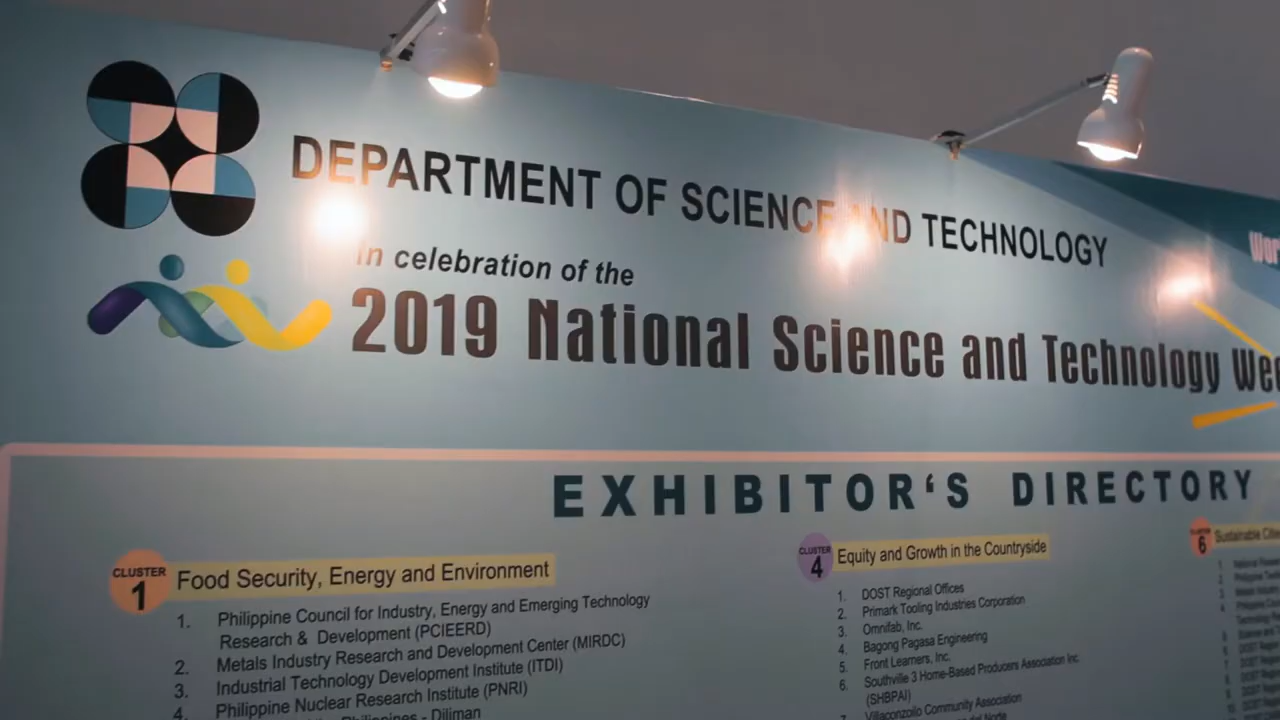 DEPARTMENT OF SCIENCE AND TECHNOLOGY
In celebration of the
2019 National Science and Technology
EXHIBITOR'S DIRECTORY
CLUSTER 1
Food Security, Energy and Environment
1. Philippine Council for Industry, Energy and Emerging Technology
Research & Development (PCIEERD)
2. Metals Industry Research and Development Center (MIRDC)
3. Industrial Technology Development Institute (ITDI)
4. Philippine Nuclear Research Institute (PNRI)
Philippines - Diliman
CLUSTER 4
Equity and Growth in the Countryside
1. DOST Regional Offices
2. Primark Tooling Industries Corporation
3. Omnifab, Inc.
4. Bagong Pagasa Engineering
5. Front Learners, Inc.
6. Southville 3 Home-Based Producers Association Inc
(SHBPAI)
7. Villaconzoilo Community Association
CLUSTER 6
Sustainable